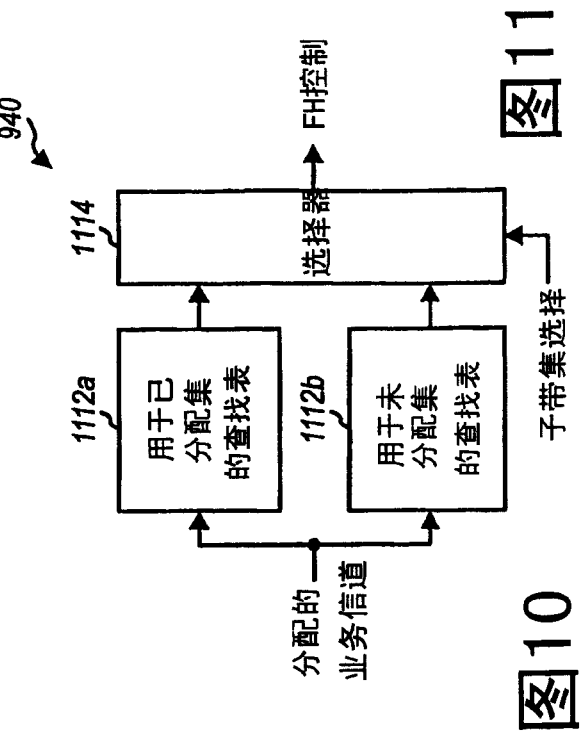 940
1114
选择器
FH控制
1112a
用于已
分配集
的查找表
1112b
用于未
分配集
的查找表
分配的
业务信道
子带集选择
图11
图10